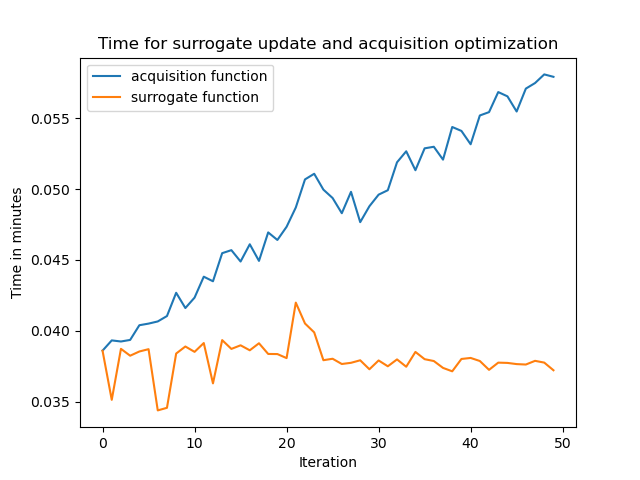 Time for surrogate update and acquisition optimization
acquisition function
surrogate function
0.055
0.050
0.045
0.040
0.035
Time in minutes
0 10 20 30 40 50
Iteration